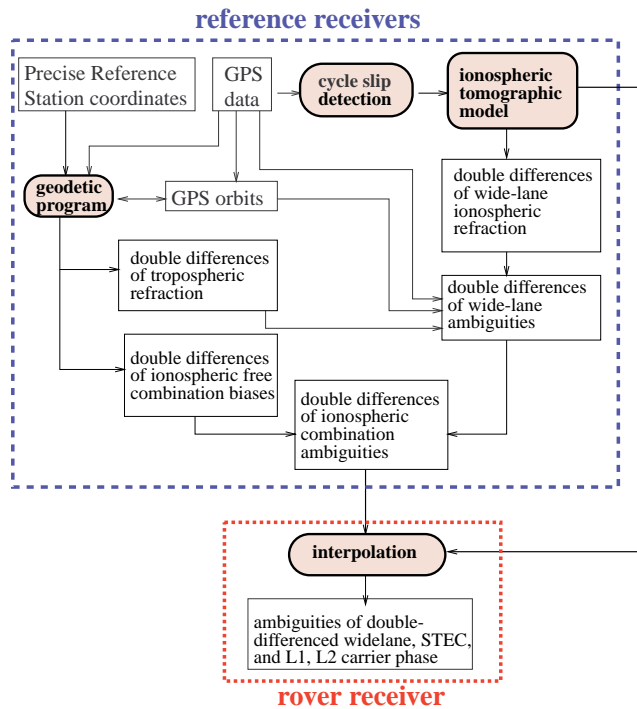 reference receivers
Precise Reference
Station coordinates
GPS
data
cycle slip
detection
ionospheric
tomographic
model
geodetic
program
GPS orbits
double differences
of wide-lane
ionospheric
refraction
double differences
of tropospheric
refraction
double differences
of wide-lane
ambiguities
double differences
of ionospheric free
combination biases
double differences
of ionospheric
combination
ambiguities
interpolation
ambiguities of double-
differenced widelane, STEC,
and L1, L2 carrier phase
rover receiver